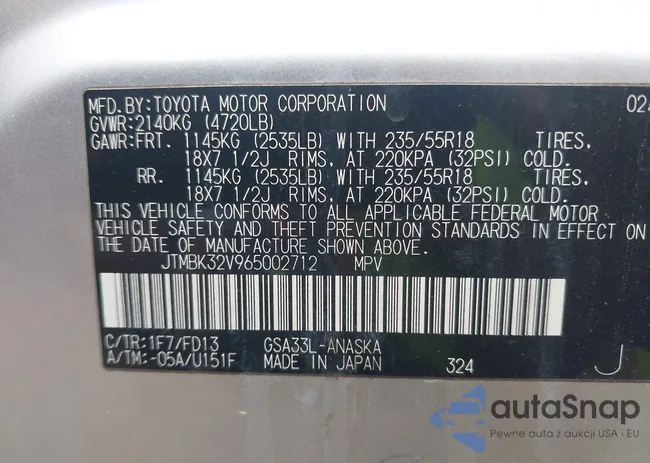 MFD.BY:TOYOTA MOTOR CORPORATION 02
GVWR:2140KG (4720LB)
GAWR:FRT. 1145KG (2535LB) WITH 235/55R18 TIRES,
18X7 1/2J RIMS, AT 220KPA (32PSI) COLD.
RR. 1145KG (2535LB) WITH 235/55R18 TIRES,
18X7 1/2J RIMS, AT 220KPA (32PSI) COLD.
THIS VEHICLE CONFORMS TO ALL APPLICABLE FEDERAL MOTOR
VEHICLE SAFETY AND THEFT PREVENTION STANDARDS IN EFFECT ON
THE DATE OF MANUFACTURE SHOWN ABOVE.
JTMBK32V965002712 MPV
C/TR:1F7/FD13 GSA33L-ANASKA
A/TM:-05A/U151F MADE IN JAPAN 324 J
autaSnap
Pewne auta z aukcji USA i EU